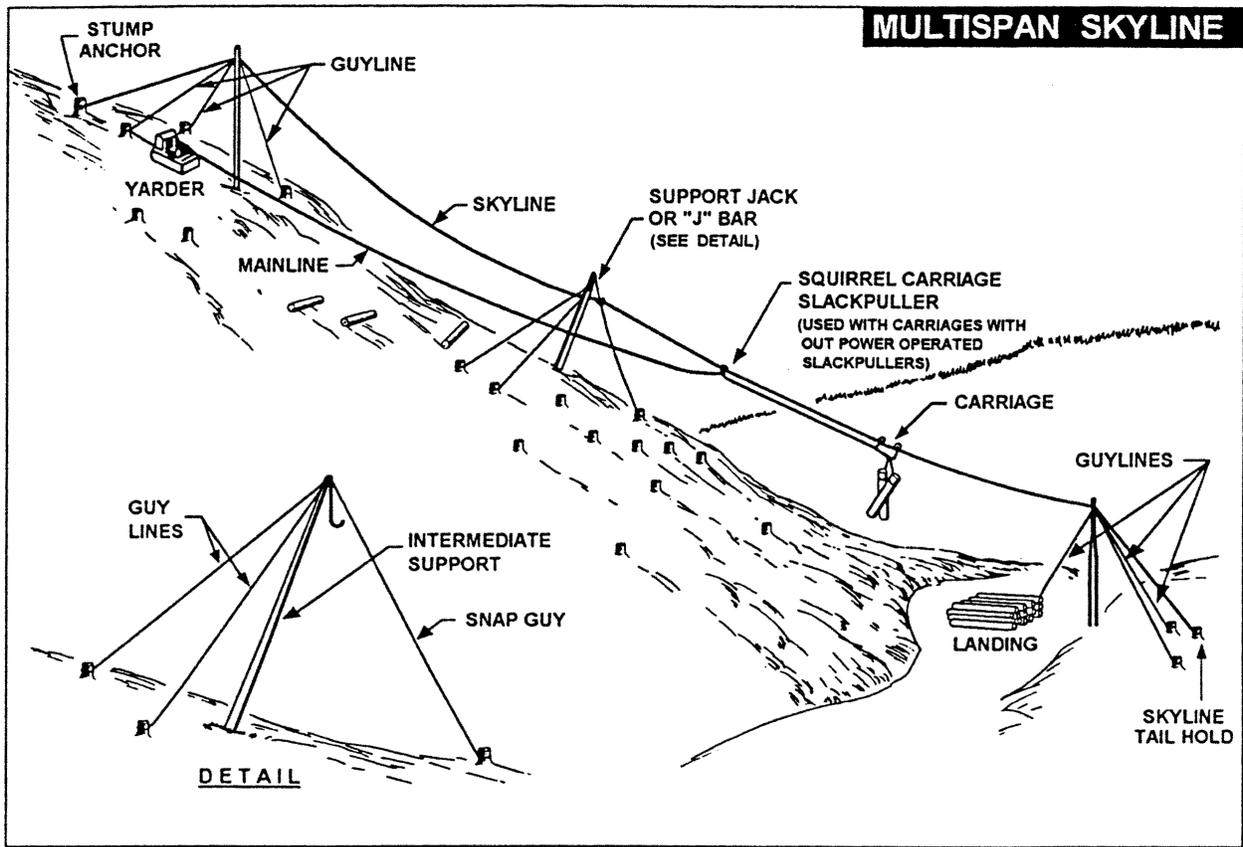 MULTISPAN SKYLINE
STUMP
ANCHOR
GUYLINE
YARDER
SKYLINE
MAINLINE
SUPPORT JACK
OR "J" BAR
(SEE DETAIL)
SQUIRREL CARRIAGE
SLACKPULLER
(USED WITH CARRIAGES WITH
OUT POWER OPERATED
SLACKPULLERS)
CARRIAGE
GUYLINES
GUY
LINES
INTERMEDIATE
SUPPORT
SNAP GUY
LANDING
SKYLINE
TAIL HOLD
DETAIL